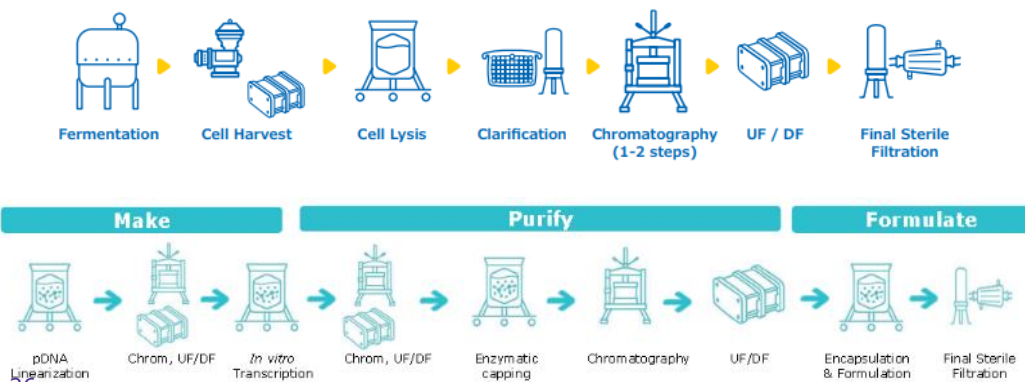 Fermentation
Cell Harvest
Cell Lysis
Clarification
Chromatography
(1-2 steps)
UF / DF
Final Sterile
Filtration
Make
Purify
Formulate
pDNA
Linearization
Chrom, UF/DF
In vitro
Transcription
Chrom, UF/DF
Enzymatic
capping
Chromatography
UF/DF
Encapsulation
& Formulation
Final Sterile
Filtration